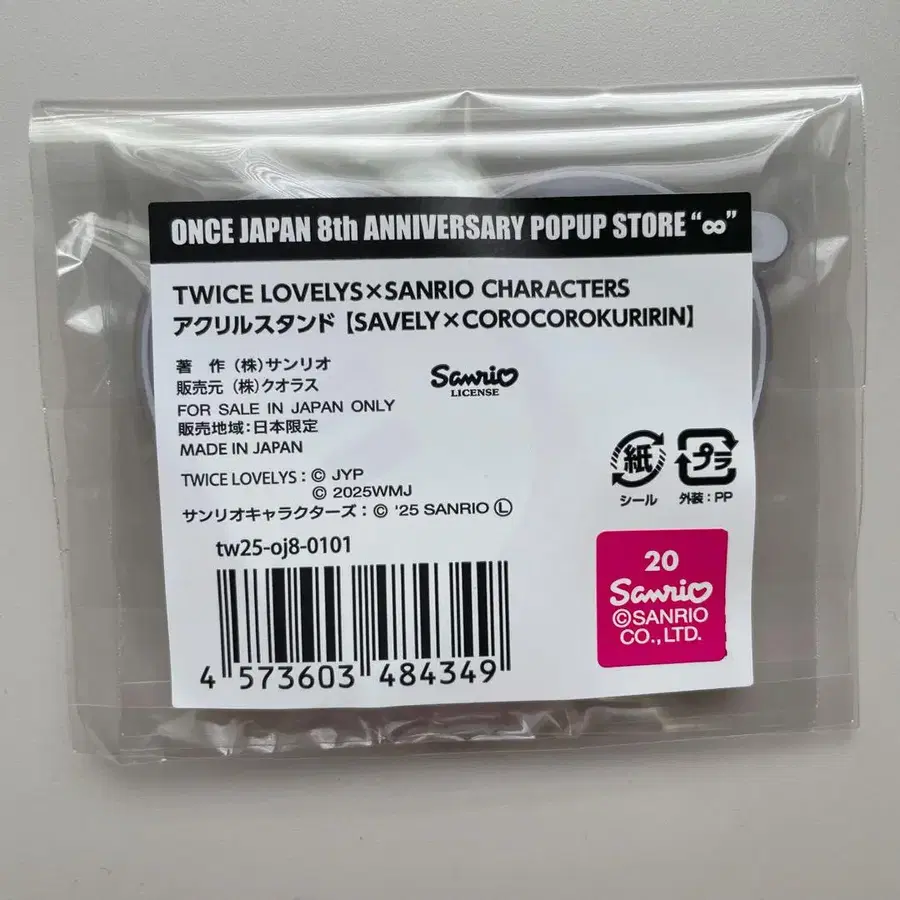 ONCE JAPAN 8th ANNIVERSARY POPUP STORE “∞”
TWICE LOVELYS×SANRIO CHARACTERS
アクリルスタンド【SAVELY×COROCOROKURIRIN】
著　作（株）サンリオ
販売元（株）クオラス
FOR SALE IN JAPAN ONLY
販売地域：日本限定
MADE IN JAPAN
Sanrio
LICENSE
TWICE LOVELYS：© JYP
© 2025WMJ
サンリオキャラクターズ：© '25 SANRIO Ⓛ
紙
シール
プラ
外装：PP
tw25-oj8-0101
4 573603 484349
20
Sanrio
©SANRIO
CO.,LTD.